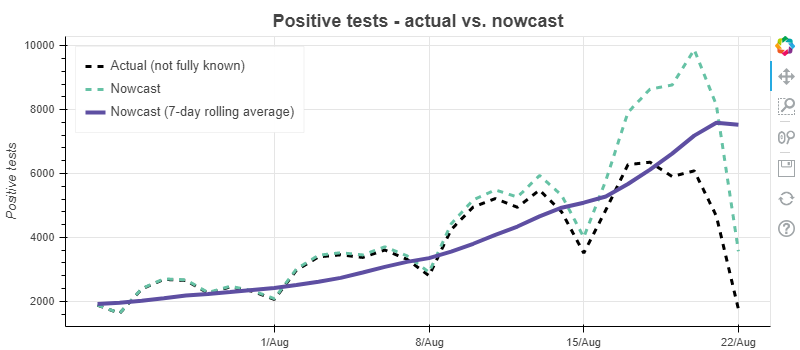 Positive tests - actual vs. nowcast
Actual (not fully known)
Nowcast
Nowcast (7-day rolling average)
Positive tests
10000
8000
6000
4000
2000
1/Aug
8/Aug
15/Aug
22/Aug